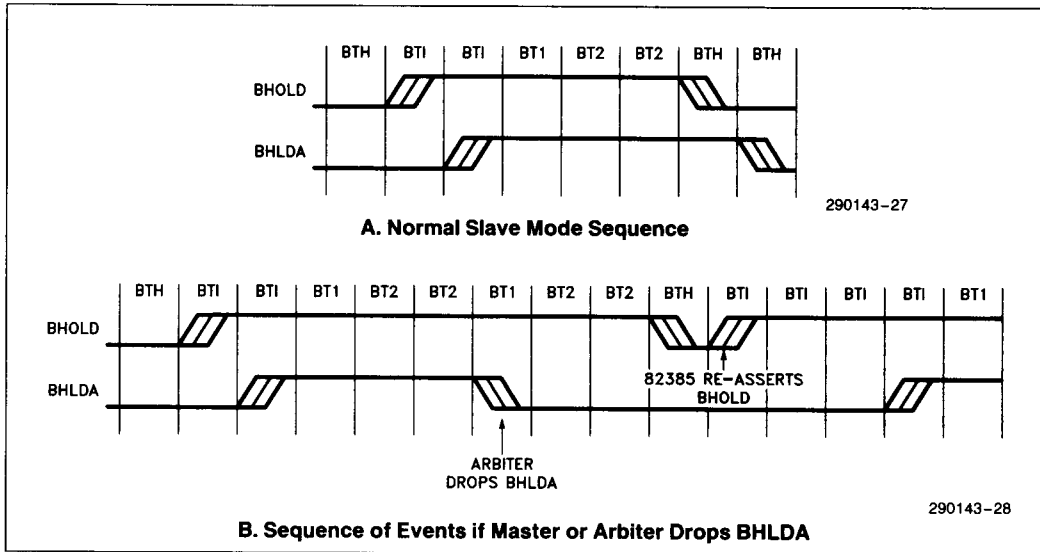 BTH BTI BTI BT1 BT2 BT2 BTH BTH
BHOLD
BHLDA
290143-27
A. Normal Slave Mode Sequence
BTH BTI BTI BT1 BT2 BT2 BT1 BT2 BT2 BTH BTI BTI BTI BTI BT1
BHOLD
82385 RE-ASSERTS
BHOLD
BHLDA
ARBITER
DROPS BHLDA
290143-28
B. Sequence of Events if Master or Arbiter Drops BHLDA